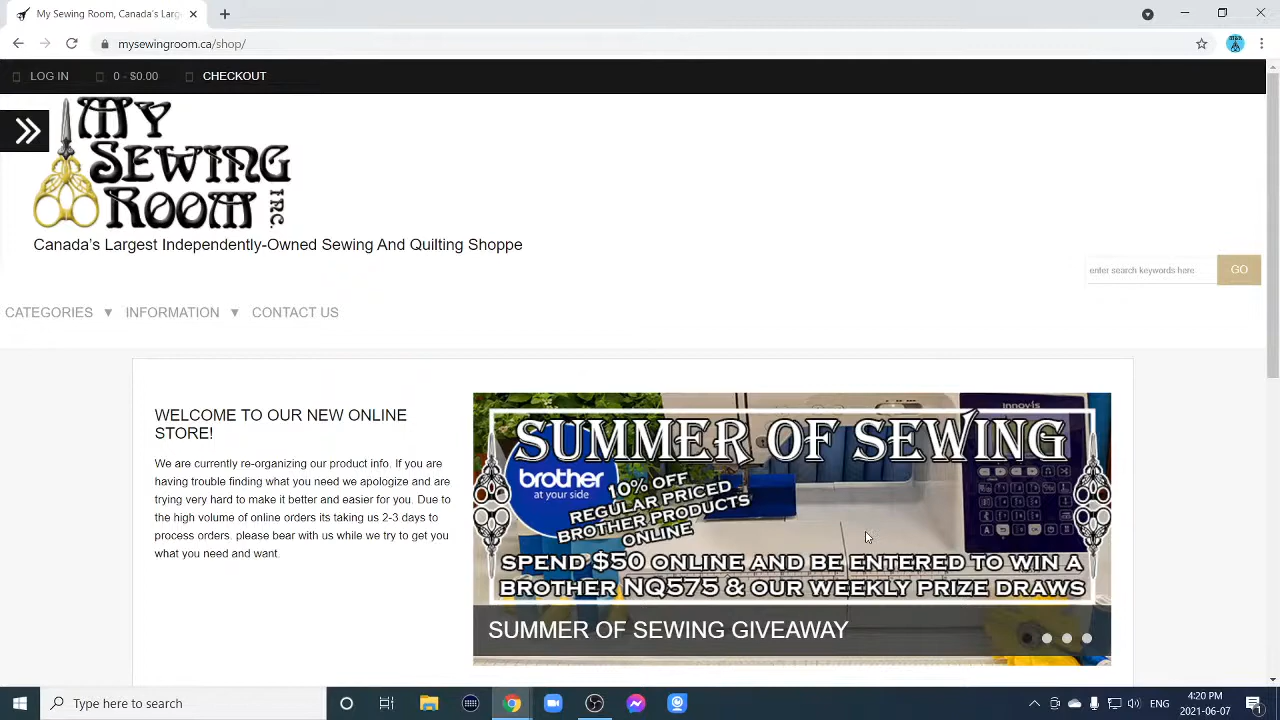 My Sewing Room, Canada's Larg
mysewingroom.ca/shop/
LOG IN 0 - $0.00 CHECKOUT
MY
SEWING
ROOM INC.
Canada's Largest Independently-Owned Sewing And Quilting Shoppe
enter search keywords here GO
CATEGORIES ▼ INFORMATION ▼ CONTACT US
WELCOME TO OUR NEW ONLINE
STORE!
We are currently re-organizing our product info. If you are
having trouble finding what you need we apologize and are
trying very hard to make it better and easier for you. Due to
the high volume of online orders its taking us 2-3 days to
process orders. please bear with us while we try to get you
what you need and want.
INNOVIS
SUMMER OF SEWING
brother
at your side
10% OFF
REGULAR PRICED
BROTHER PRODUCTS
ONLINE
SPEND $50 ONLINE AND BE ENTERED TO WIN A
BROTHER NQ575 & OUR WEEKLY PRIZE DRAWS
SUMMER OF SEWING GIVEAWAY
Type here to search
ENG
4:20 PM
2021-06-07